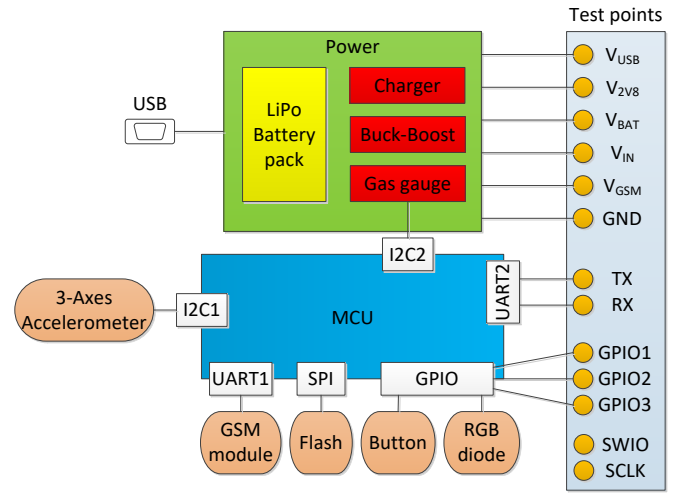 Test points
Power
USB
LiPo
Battery
pack
Charger
Buck-Boost
Gas gauge
VUSB
V2V8
VBAT
VIN
VGSM
GND
I2C2
UART2
TX
RX
3-Axes
Accelerometer
I2C1
MCU
UART1
SPI
GPIO
GPIO1
GPIO2
GPIO3
GSM
module
Flash
Button
RGB
diode
SWIO
SCLK